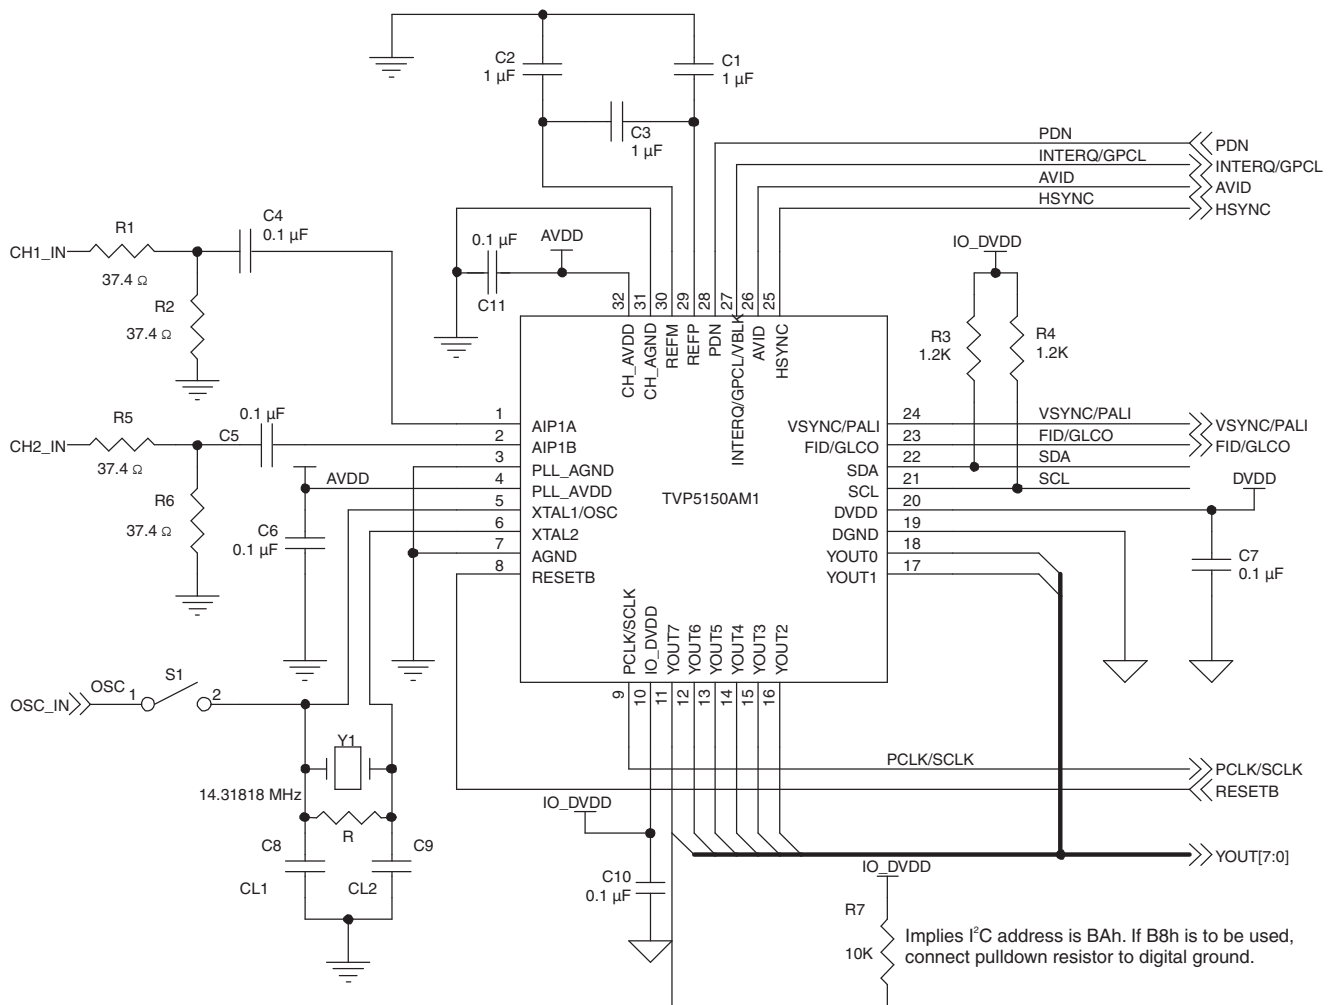 C2
1 µF
C1
1 µF
C3
1 µF
PDN
PDN
INTERQ/GPCL
INTERQ/GPCL
AVID
AVID
HSYNC
HSYNC
C4
0.1 µF
R1
CH1_IN
37.4 Ω
R2
37.4 Ω
0.1 µF
AVDD
C11
IO_DVDD
R3
1.2K
R4
1.2K
32
31
30
29
28
27
26
25
CH_AVDD
CH_AGND
REFM
REFP
PDN
INTERQ/GPCL/VBLK
AVID
HSYNC
0.1 µF
R5
C5
CH2_IN
37.4 Ω
R6
37.4 Ω
AVDD
C6
0.1 µF
1
AIP1A
2
AIP1B
3
PLL_AGND
4
PLL_AVDD
5
XTAL1/OSC
6
XTAL2
7
AGND
8
RESETB
TVP5150AM1
VSYNC/PALI
24
VSYNC/PALI
VSYNC/PALI
FID/GLCO
23
FID/GLCO
FID/GLCO
SDA
22
SDA
SCL
21
SCL
DVDD
20
DVDD
DGND
19
YOUT0
18
YOUT1
17
C7
0.1 µF
PCLK/SCLK
IO_DVDD
YOUT7
YOUT6
YOUT5
YOUT4
YOUT3
YOUT2
9
10
11
12
13
14
15
16
OSC_IN
OSC
1
S1
2
Y1
14.31818 MHz
R
C8
CL1
C9
CL2
PCLK/SCLK
PCLK/SCLK
RESETB
IO_DVDD
C10
0.1 µF
YOUT[7:0]
IO_DVDD
R7
10K
Implies I²C address is BAh. If B8h is to be used,
connect pulldown resistor to digital ground.